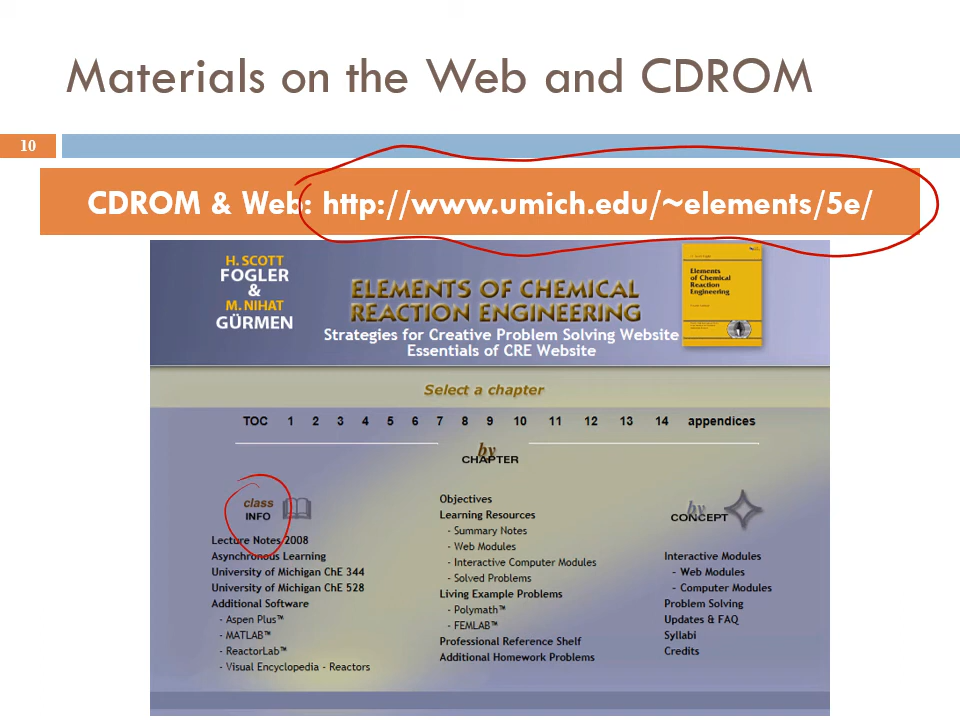 Materials on the Web and CDROM
10
CDROM & Web: http://www.umich.edu/~elements/5e/
H. SCOTT
FOGLER
&
M. NIHAT
GÜRMEN
ELEMENTS OF CHEMICAL
REACTION ENGINEERING
Strategies for Creative Problem Solving Website
Essentials of CRE Website
Elements
of Chemical
Reaction
Engineering
Select a chapter
TOC 1 2 3 4 5 6 7 8 9 10 11 12 13 14 appendices
class
INFO
Lecture Notes 2008
Asynchronous Learning
University of Michigan ChE 344
University of Michigan ChE 528
Additional Software
- Aspen Plus™
- MATLAB™
- ReactorLab™
- Visual Encyclopedia - Reactors
by
CHAPTER
Objectives
Learning Resources
- Summary Notes
- Web Modules
- Interactive Computer Modules
- Solved Problems
Living Example Problems
- Polymath™
- FEMLAB™
Professional Reference Shelf
Additional Homework Problems
by
CONCEPT
Interactive Modules
- Web Modules
- Computer Modules
Problem Solving
Updates & FAQ
Syllabi
Credits